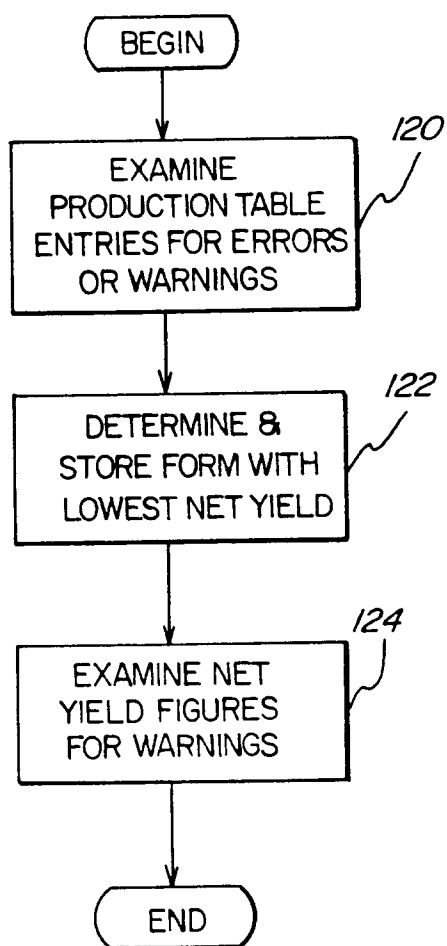 BEGIN
120
EXAMINE
PRODUCTION TABLE
ENTRIES FOR ERRORS
OR WARNINGS
122
DETERMINE &
STORE FORM WITH
LOWEST NET YIELD
124
EXAMINE NET
YIELD FIGURES
FOR WARNINGS
END